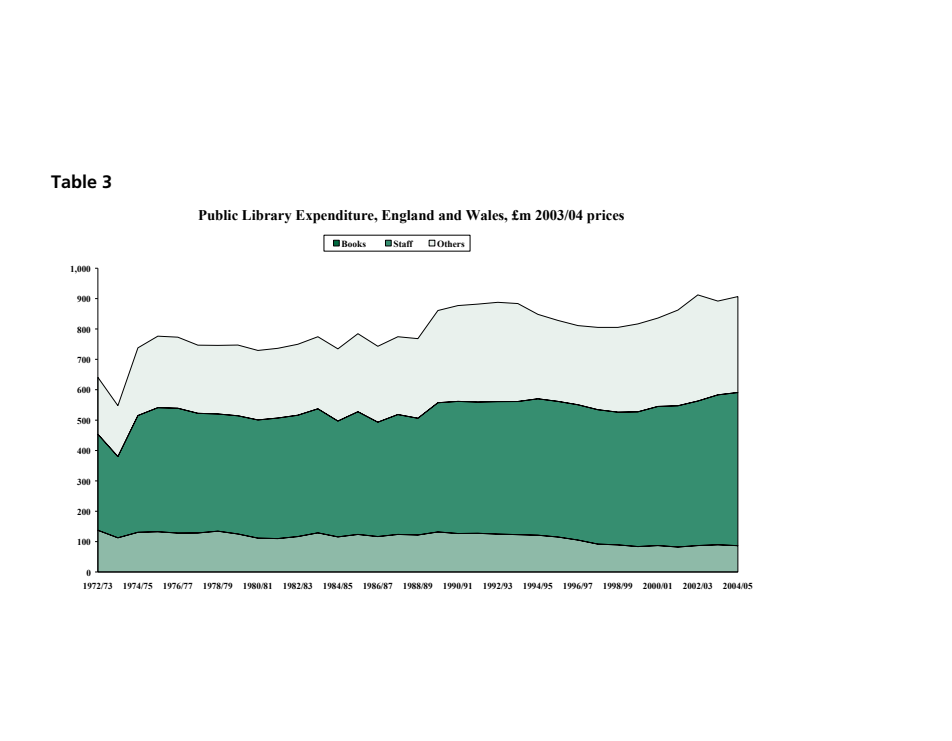 Table 3
Public Library Expenditure, England and Wales, £m 2003/04 prices
Books Staff Others
1,000
900
800
700
600
500
400
300
200
100
0
1972/73 1974/75 1976/77 1978/79 1980/81 1982/83 1984/85 1986/87 1988/89 1990/91 1992/93 1994/95 1996/97 1998/99 2000/01 2002/03 2004/05